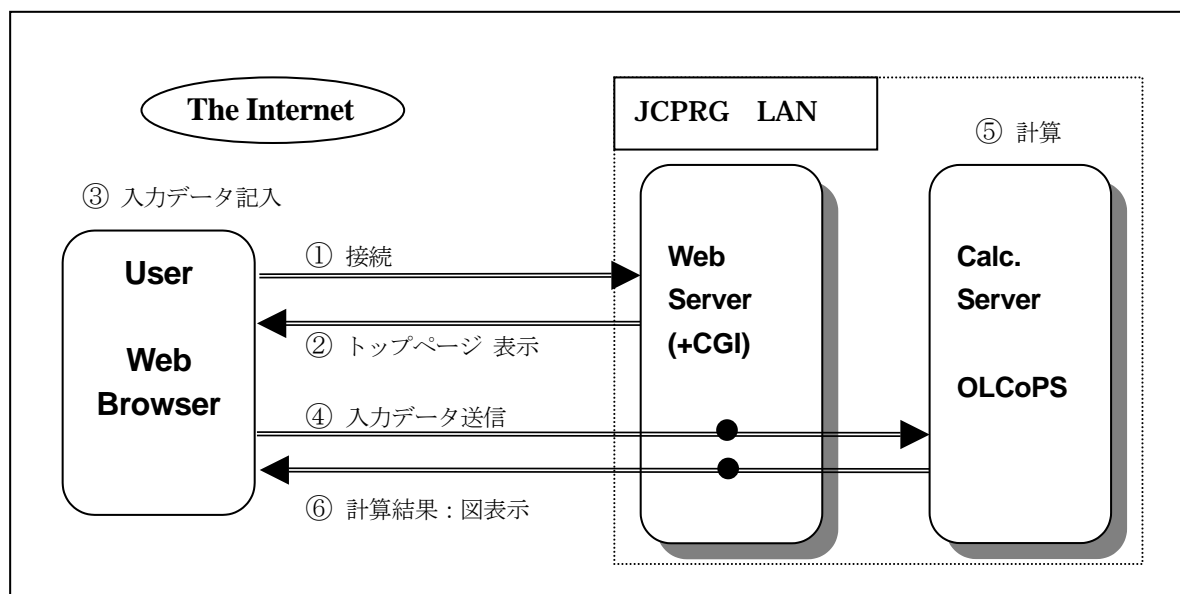 The Internet
JCPRG LAN
⑤ 計算
③ 入力データ記入
User
Web
Browser
① 接続
② トップページ 表示
④ 入力データ送信
⑥ 計算結果：図表示
Web
Server
(+CGI)
Calc.
Server
OLCoPS